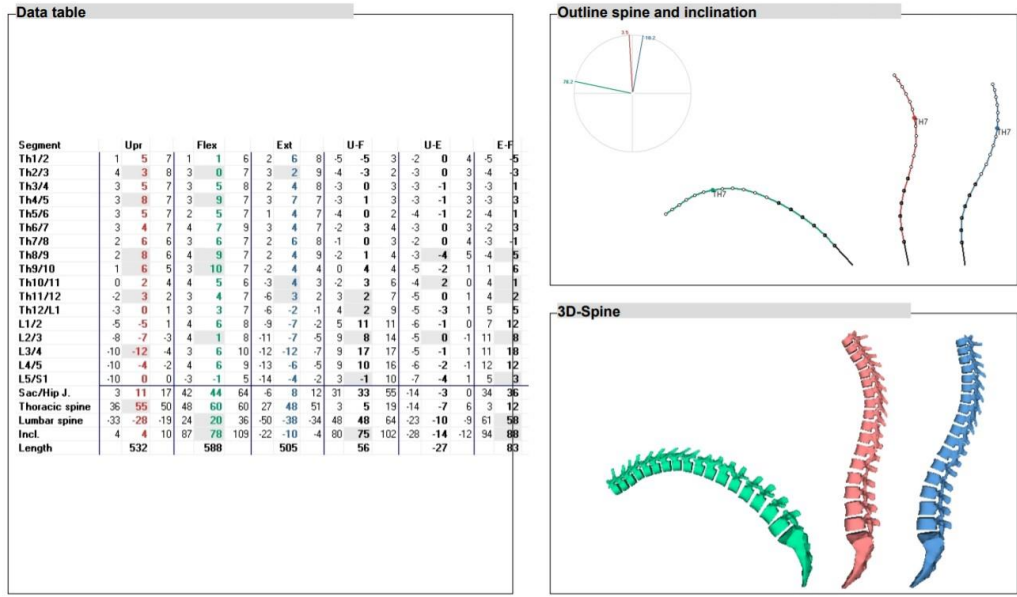 Data table
Segment Upr Flex Ext U-F U-E E-F
Th1/2 1 5 7 1 1 6 2 6 8 -5 -5 3 -2 0 4 -5 -5
Th2/3 4 3 8 3 0 7 3 2 9 -4 -3 2 -3 0 3 -4 -3
Th3/4 3 5 7 3 5 8 2 4 8 -3 0 3 -3 -1 3 -3 1
Th4/5 3 8 7 3 9 7 3 7 7 -3 1 3 -3 -1 3 -3 3
Th5/6 3 5 7 2 5 7 1 4 7 -4 0 2 -4 -1 2 -4 1
Th6/7 3 4 7 4 7 9 3 4 7 -2 3 4 -3 0 3 -2 3
Th7/8 2 6 6 3 6 7 2 6 8 -1 0 3 -2 0 4 -3 -1
Th8/9 2 8 6 4 9 7 2 4 9 -2 1 4 -3 -4 5 -4 5
Th9/10 1 6 5 3 10 7 -2 4 4 0 4 4 -5 -2 1 1 6
Th10/11 0 2 4 4 5 6 -3 4 3 -2 3 6 -4 2 0 4 1
Th11/12 -2 3 2 3 4 7 -6 3 2 3 2 7 -5 0 1 4 2
Th12/L1 -3 0 1 3 3 7 -6 -2 -1 4 2 9 -5 -3 1 5 5
L1/2 -5 -5 1 4 6 8 -9 -7 -2 5 11 11 -6 -1 0 7 12
L2/3 -8 -7 -3 4 1 8 -11 -7 -5 9 8 14 -5 0 -1 11 8
L3/4 -10 -12 -4 3 6 10 -12 -12 -7 9 17 17 -5 -1 1 11 18
L4/5 -10 -4 -2 4 6 9 -13 -6 -5 9 10 16 -6 -2 -1 12 12
L5/S1 -10 0 0 -3 -1 5 -14 -4 -2 3 -1 10 -7 -4 1 5 3
Sac/Hip J. 3 11 17 42 44 64 -6 8 12 31 33 55 -14 -3 0 34 36
Thoracic spine 36 55 50 48 60 60 27 48 51 3 5 19 -14 -7 6 3 12
Lumbar spine -33 -28 -19 24 20 36 -50 -38 -34 48 48 64 -23 -10 -9 61 58
Incl. 4 4 10 87 78 109 -22 -10 -4 80 75 102 -28 -14 -12 94 88
Length 532 588 505 56 -27 83
Outline spine and inclination
3.9
-10.2
78.2
TH7
TH7
TH7
3D-Spine